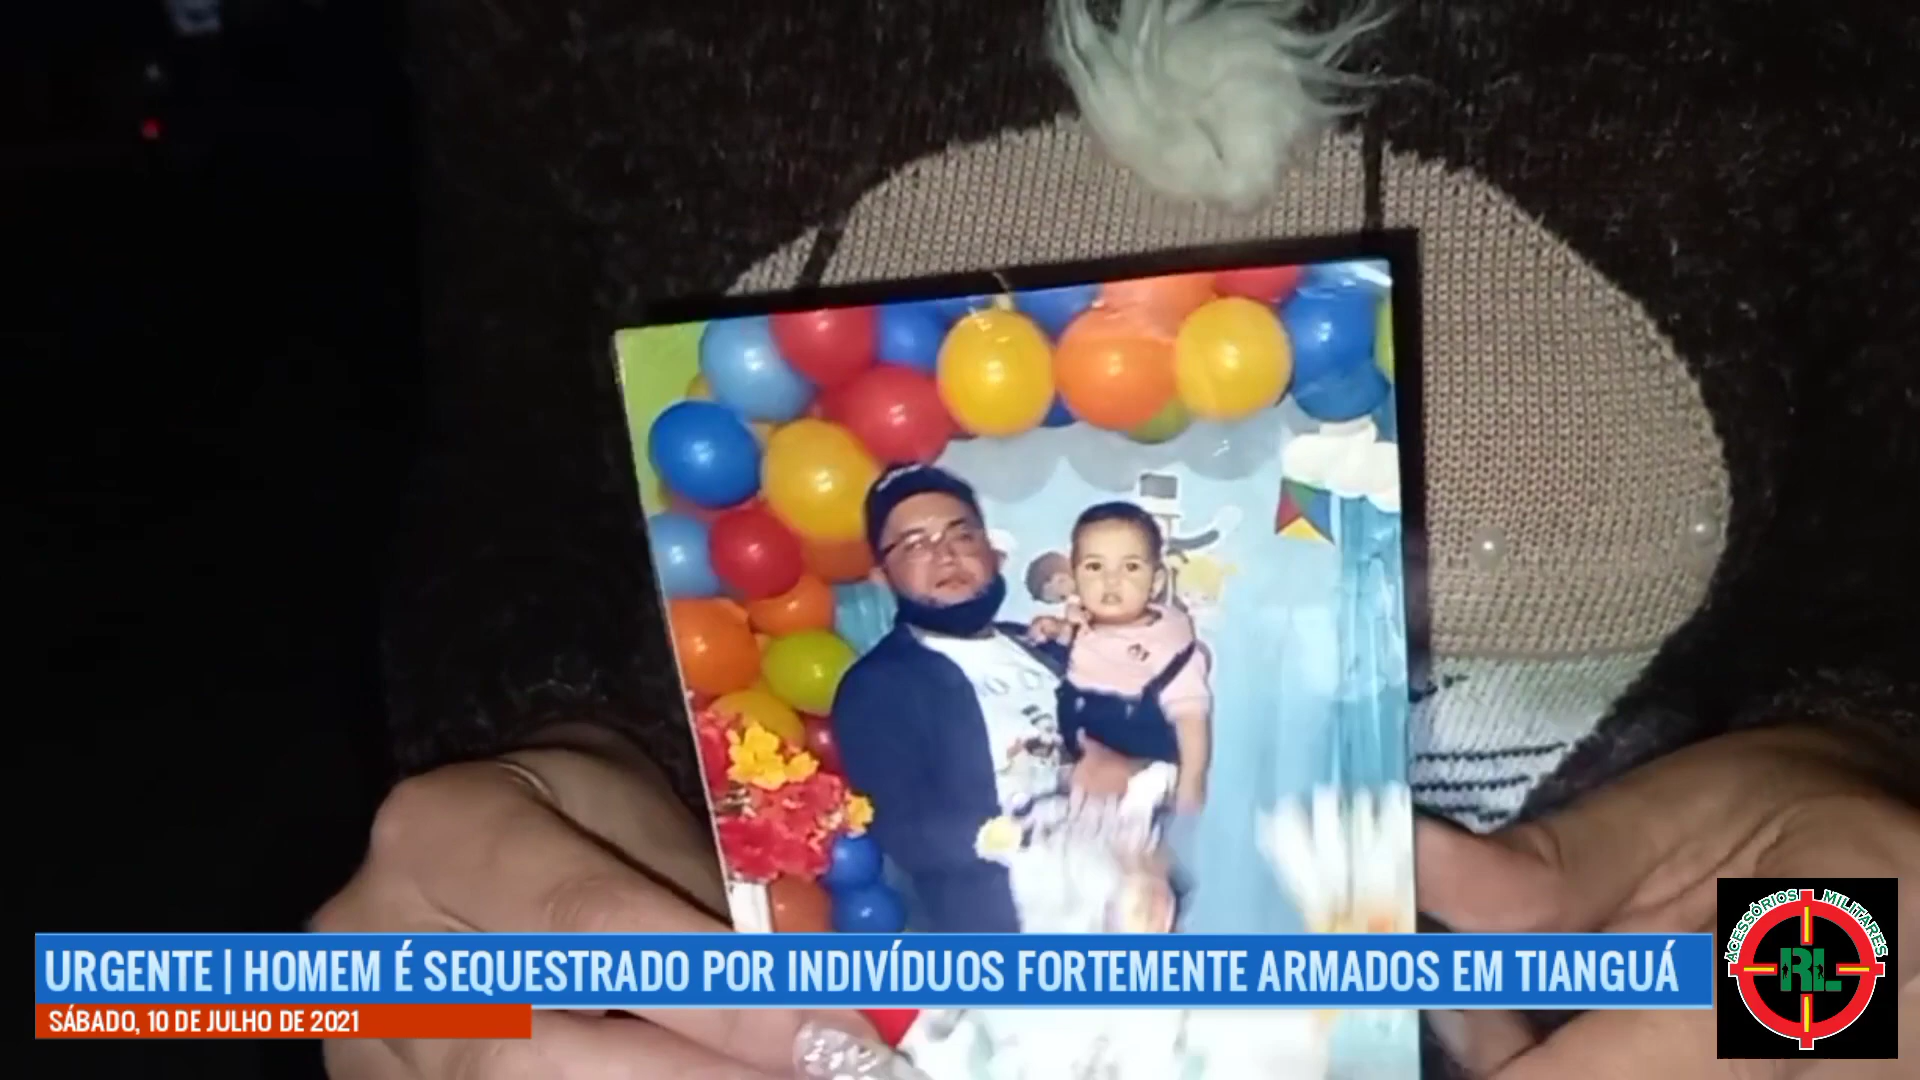 URGENTE | HOMEM É SEQUESTRADO POR INDIVÍDUOS FORTEMENTE ARMADOS EM TIANGUÁ
SÁBADO, 10 DE JULHO DE 2021
ACESSÓRIOS MILITARES
RL